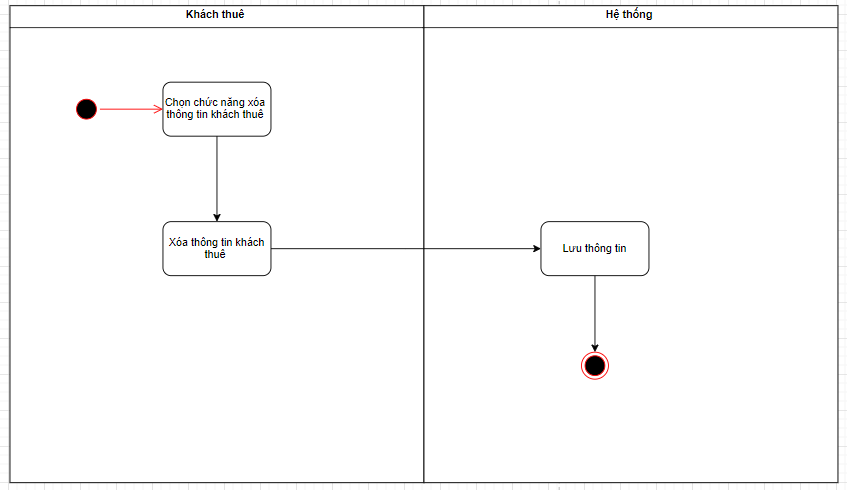 Khách thuê
Hệ thống
Chọn chức năng xóa
thông tin khách thuê
Xóa thông tin khách
thuê
Lưu thông tin